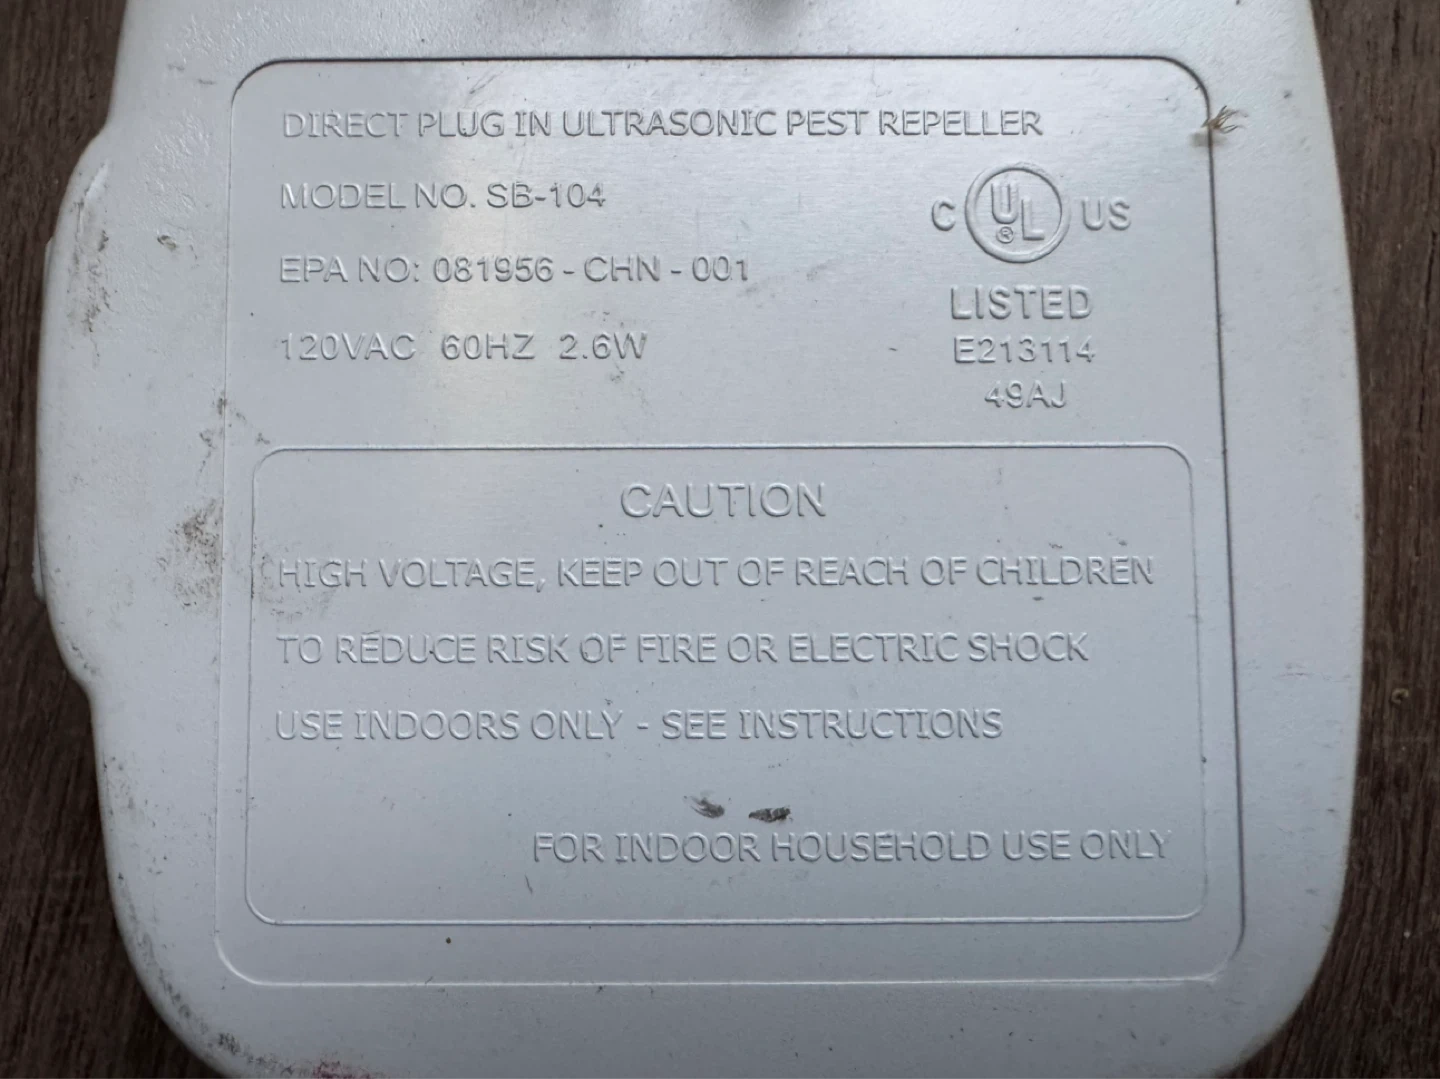 DIRECT PLUG IN ULTRASONIC PEST REPELLER
MODEL NO. SB-104
EPA NO: 081956 - CHN - 001
120VAC 60HZ 2.6W
C UL ® US
LISTED
E213114
49AJ
CAUTION
HIGH VOLTAGE, KEEP OUT OF REACH OF CHILDREN
TO REDUCE RISK OF FIRE OR ELECTRIC SHOCK
USE INDOORS ONLY - SEE INSTRUCTIONS
FOR INDOOR HOUSEHOLD USE ONLY